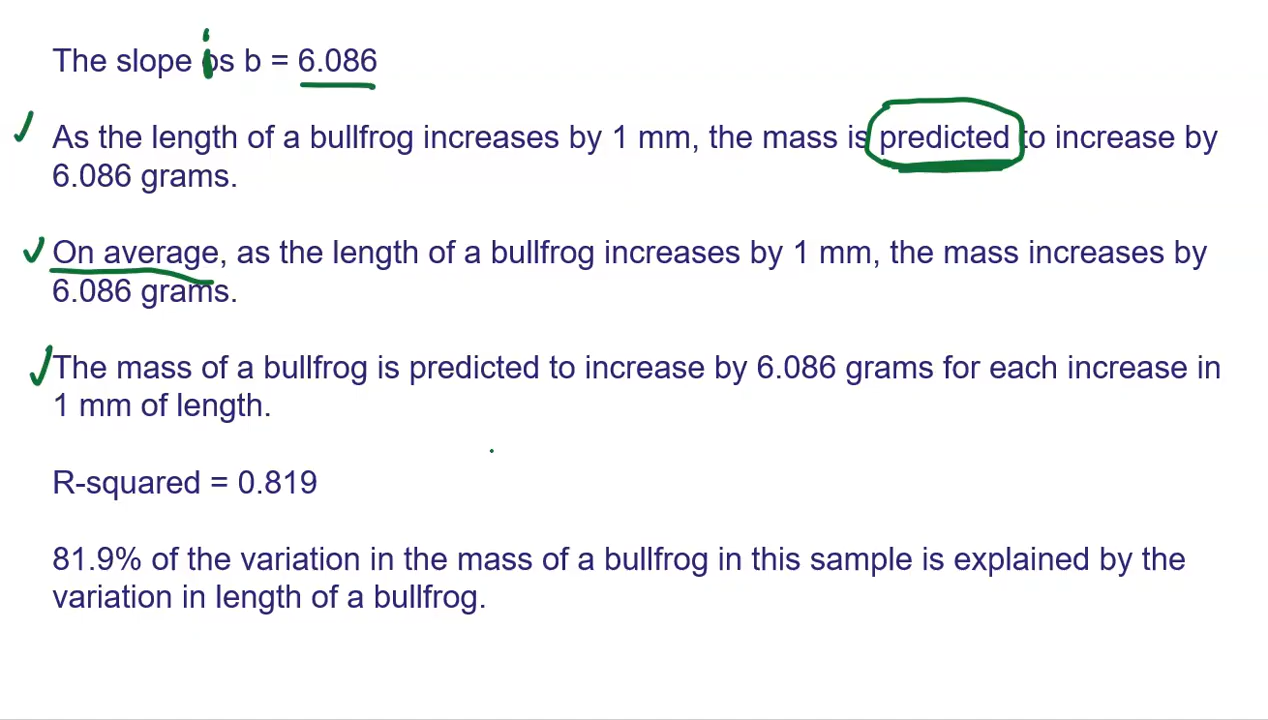 The slope is b = 6.086
As the length of a bullfrog increases by 1 mm, the mass is predicted to increase by
6.086 grams.
On average, as the length of a bullfrog increases by 1 mm, the mass increases by
6.086 grams.
The mass of a bullfrog is predicted to increase by 6.086 grams for each increase in
1 mm of length.
R-squared = 0.819
81.9% of the variation in the mass of a bullfrog in this sample is explained by the
variation in length of a bullfrog.